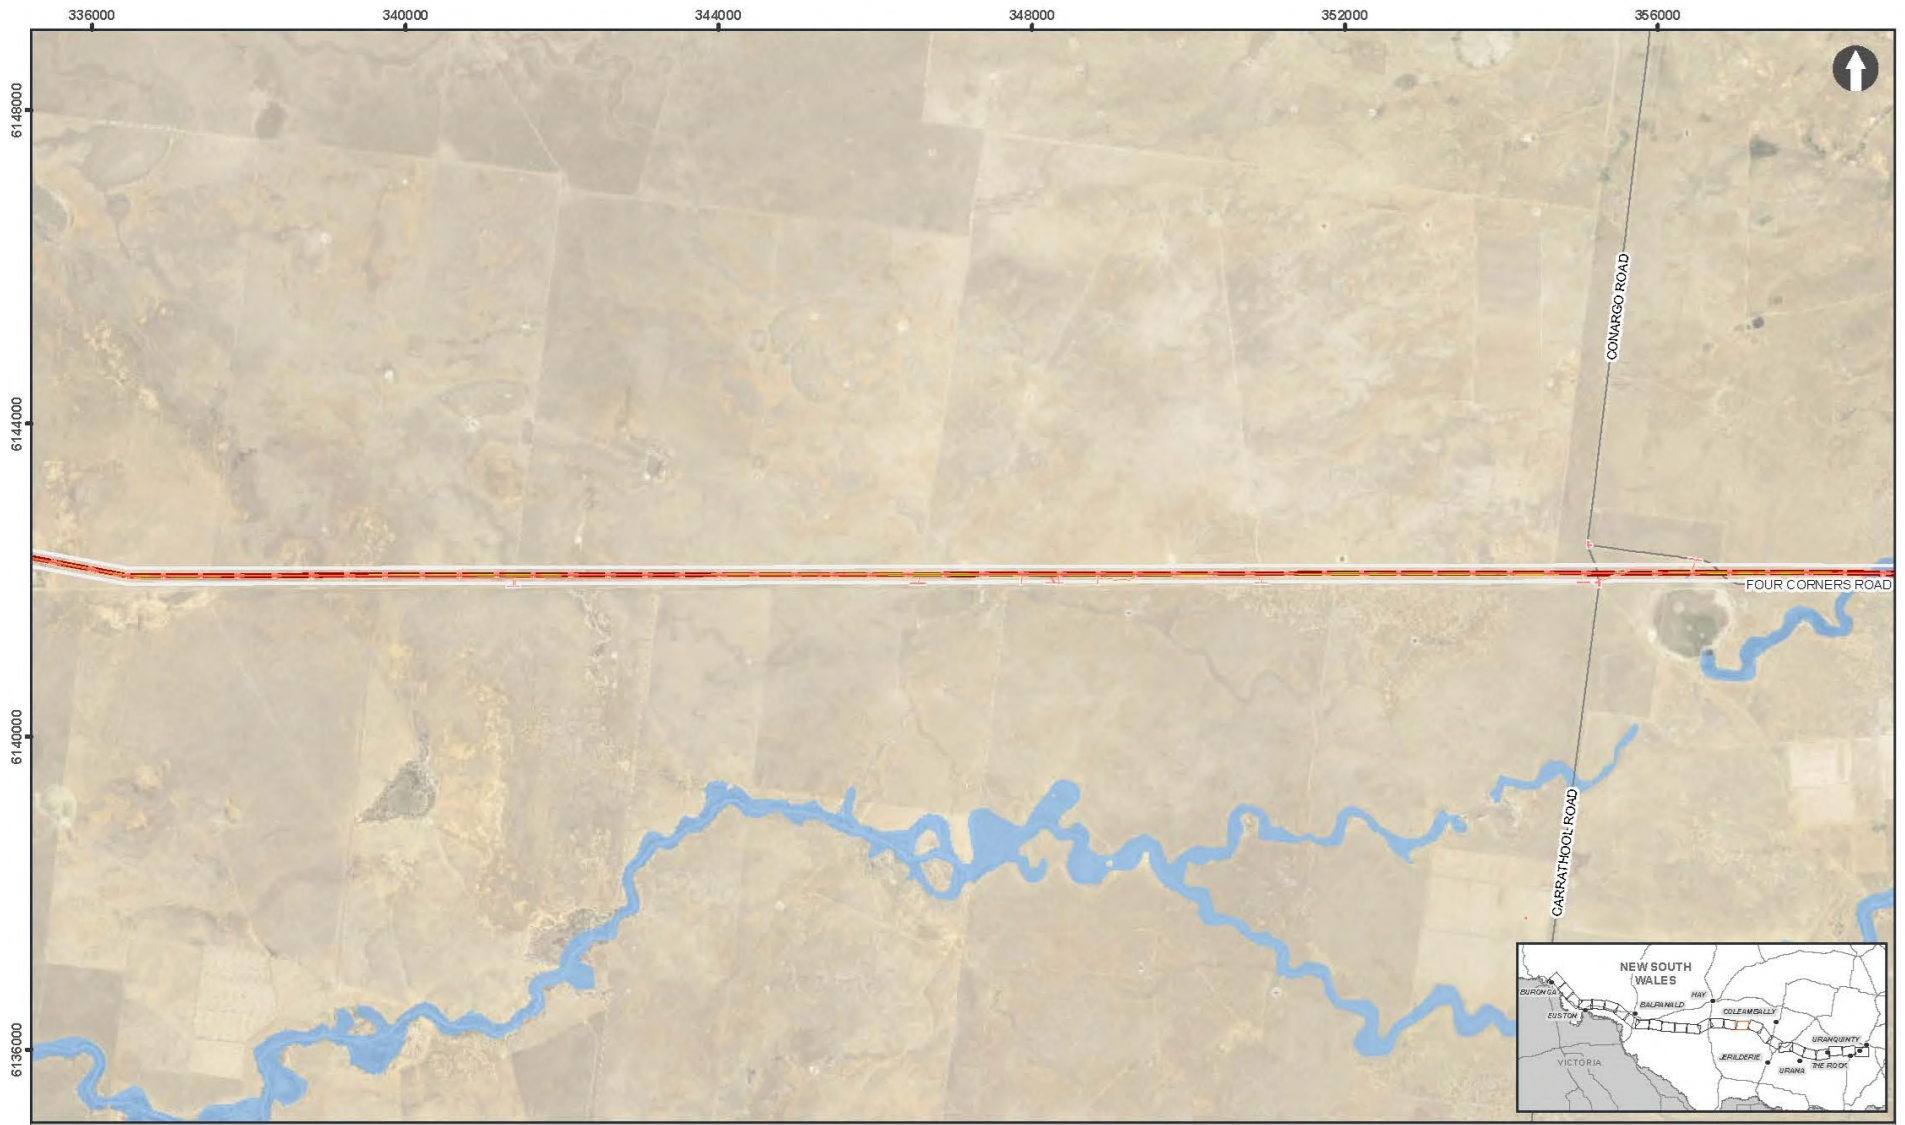 336000 340000 344000 348000 352000 356000
6148000
6144000
6140000
6136000
CONARGO ROAD
FOUR CORNERS ROAD
CARRATHOOL ROAD
NEW SOUTH
WALES
BURONGA
EUSTON
BALRANALD
HAY
COLEAMBALLY
JERILDERIE
URANQUINTY
URANA
THE ROCK
VICTORIA